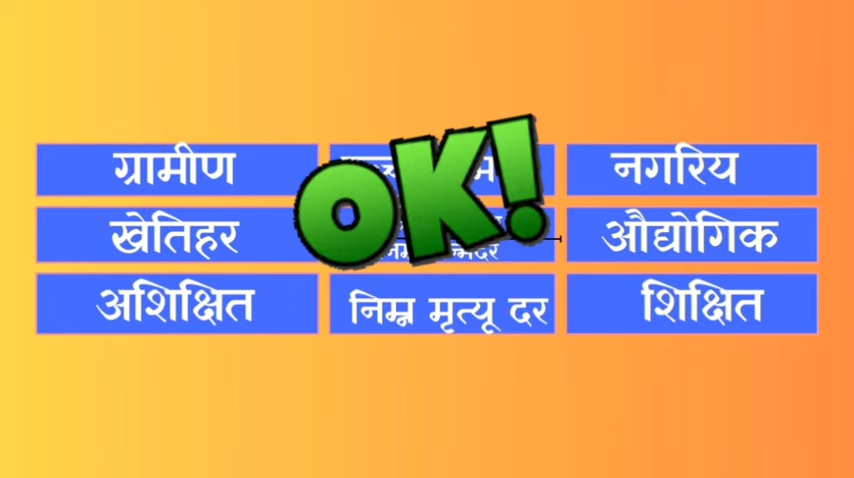 ग्रामीण
नगरिय
OK!
खेतिहर
औद्योगिक
अशिक्षित
निम्न मृत्यू दर
शिक्षित